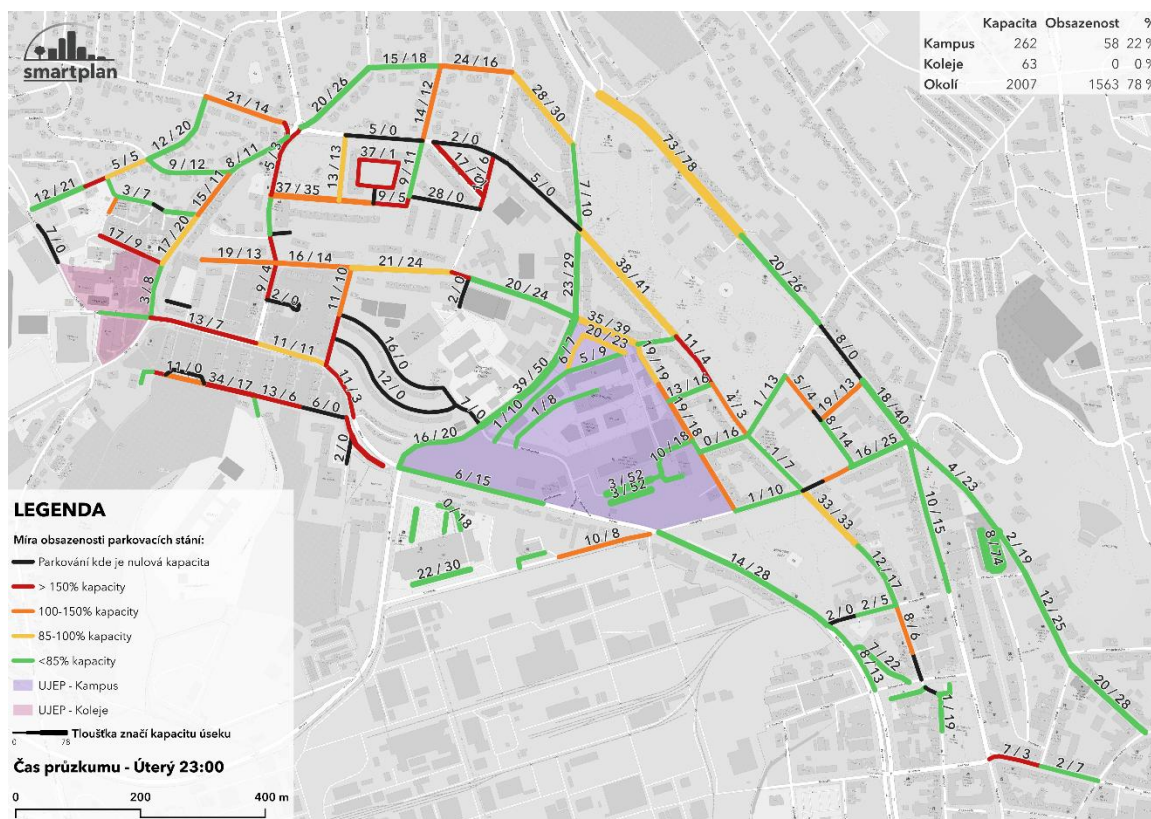 smartplan
Kapacita Obsazenost %
Kampus 262 58 22 %
Koleje 63 0 0 %
Okolí 2007 1563 78 %
15 / 18
24 / 16
20 / 26
14 / 12
28 / 30
21 / 14
73 / 78
5 / 0
2 / 0
12 / 20
5 / 3
37 / 1
13 / 13
9 / 11
5 / 5
9 / 12
8 / 11
5 / 0
12 / 21
3 / 7
15 / 11
37 / 35
9 / 5
28 / 0
7 / 10
7 / 0
17 / 9
17 / 20
19 / 13
16 / 14
21 / 24
38 / 41
20 / 26
3 / 8
9 / 4
2 / 0
11 / 10
2 / 0
20 / 24
23 / 29
13 / 7
11 / 11
16 / 0
35 / 39
20 / 23
6 / 7
5 / 9
19 / 19
11 / 4
8 / 0
11 / 0
34 / 17
13 / 6
6 / 0
11 / 3
12 / 0
39 / 50
1 / 10
1 / 8
13 / 16
4 / 3
1 / 13
5 / 4
19 / 13
18 / 40
7 / 0
16 / 20
19 / 18
10 / 18
0 / 16
8 / 14
16 / 25
2 / 0
6 / 15
3 / 52
3 / 52
1 / 7
1 / 10
4 / 23
0 / 18
33 / 33
10 / 15
22 / 30
10 / 8
14 / 28
12 / 17
8 / 74
2 / 19
2 / 0
2 / 5
8 / 6
12 / 25
7 / 22
8 / 13
1 / 19
20 / 28
7 / 3
2 / 7
LEGENDA
Míra obsazenosti parkovacích stání:
Parkování kde je nulová kapacita
> 150% kapacity
100-150% kapacity
85-100% kapacity
<85% kapacity
UJEP - Kampus
UJEP - Koleje
Tloušťka značí kapacitu úseku
0 78
Čas průzkumu - Úterý 23:00
0 200 400 m